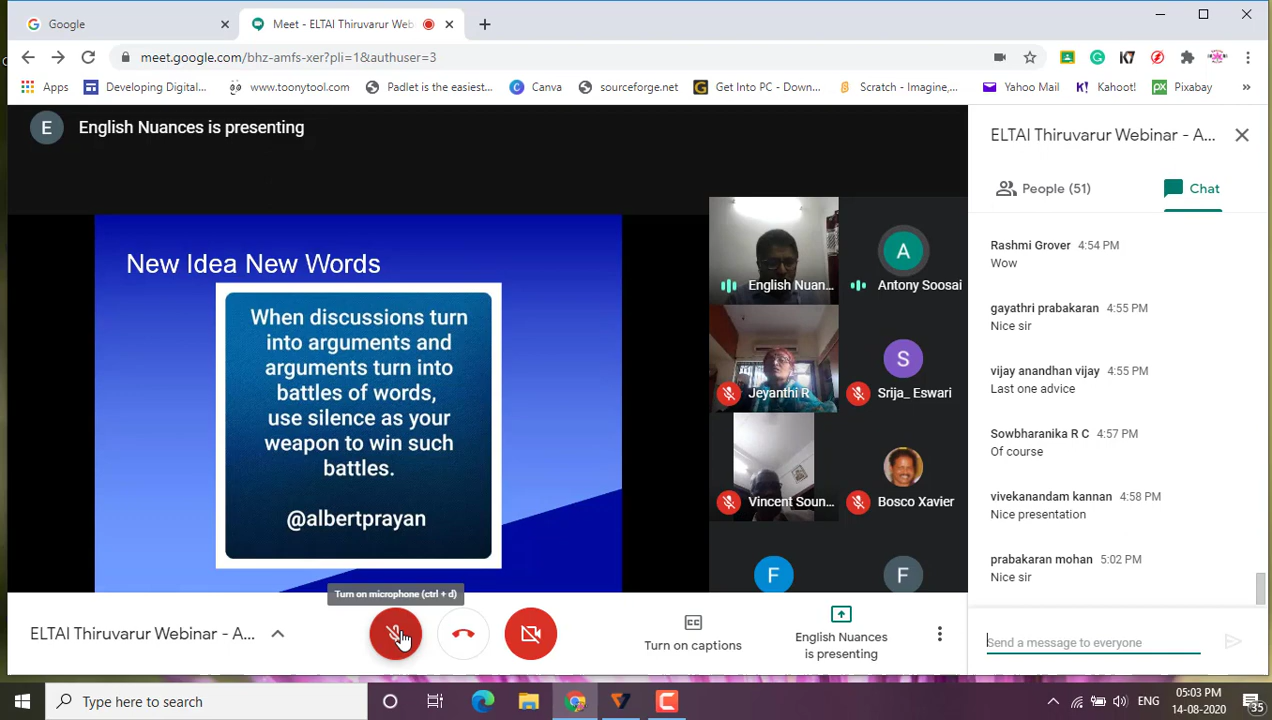 Google
Meet - ELTAI Thiruvarur Web
meet.google.com/bhz-amfs-xer?pli=1&authuser=3
Apps
Developing Digital...
www.tonytool.com
Padlet is the easiest...
Canva
sourceforge.net
Get Into PC - Down...
Scratch - Imagine,...
Yahoo Mail
Kahoot!
Pixabay
E
English Nuances is presenting
New Idea New Words
When discussions turn
into arguments and
arguments turn into
battles of words,
use silence as your
weapon to win such
battles.
@albertprayan
English Nuan...
A
Antony Soosai
Jeyanthi R
S
Srija_ Eswari
Vincent Soun...
Bosco Xavier
F
F
ELTAI Thiruvarur Webinar - A...
People (51)
Chat
Rashmi Grover 4:54 PM
Wow
gayathri prabakaran 4:55 PM
Nice sir
vijay anandhan vijay 4:55 PM
Last one advice
Sowbharanika R C 4:57 PM
Of course
vivekanandam kannan 4:58 PM
Nice presentation
prabakaran mohan 5:02 PM
Nice sir
Send a message to everyone
Turn on microphone (ctrl + d)
ELTAI Thiruvarur Webinar - A...
CC
Turn on captions
English Nuances
is presenting
Type here to search
ENG
05:03 PM
14-08-2020
35